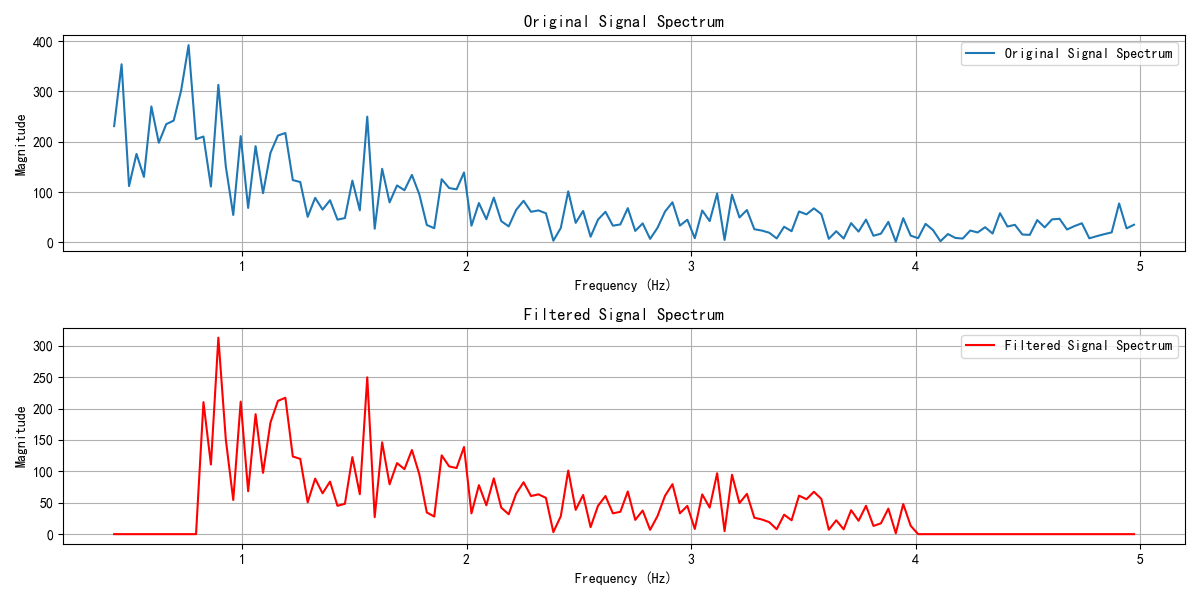 Original Signal Spectrum
400
300
200
100
0
Magnitude
Original Signal Spectrum
1 2 3 4 5
Frequency (Hz)
Filtered Signal Spectrum
300
250
200
150
100
50
0
Magnitude
Filtered Signal Spectrum
1 2 3 4 5
Frequency (Hz)